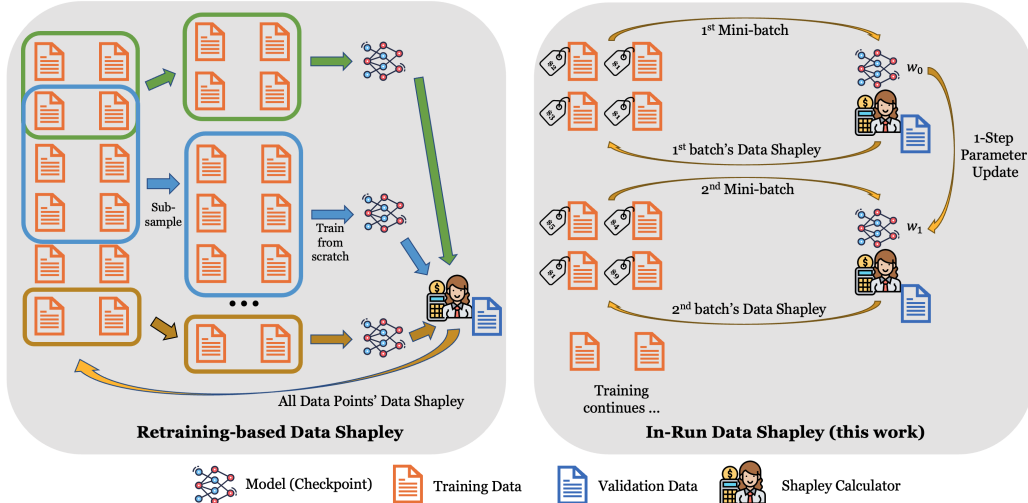 Sub-
sample
Train
from
scratch
...
All Data Points' Data Shapley
Retraining-based Data Shapley
1st Mini-batch
w0
1st batch's Data Shapley
1-Step
Parameter
Update
2nd Mini-batch
w1
2nd batch's Data Shapley
Training
continues ...
In-Run Data Shapley (this work)
Model (Checkpoint)
Training Data
Validation Data
Shapley Calculator